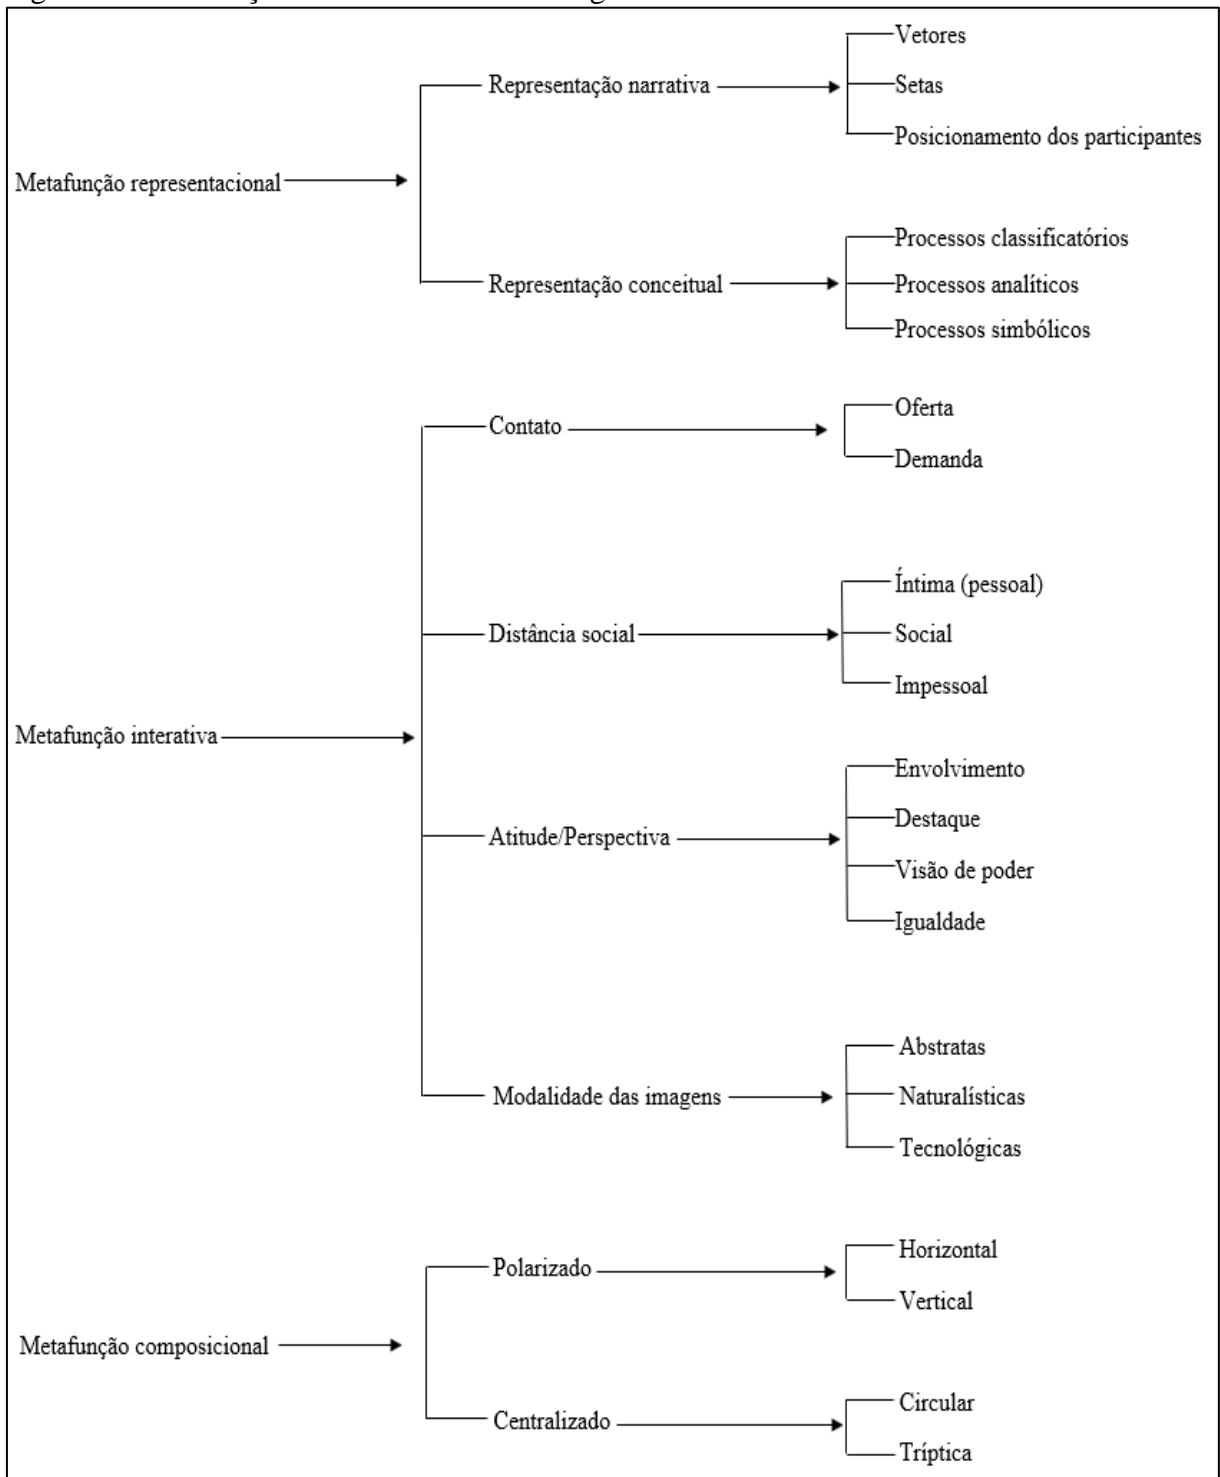 Vetores
Representação narrativa
Setas
Posicionamento dos participantes
Metafunção representacional
Processos classificatórios
Representação conceitual
Processos analíticos
Processos simbólicos
Oferta
Contato
Demanda
Íntima (pessoal)
Distância social
Social
Impessoal
Metafunção interativa
Envolvimento
Destaque
Atitude/Perspectiva
Visão de poder
Igualdade
Abstratas
Modalidade das imagens
Naturalísticas
Tecnológicas
Horizontal
Polarizado
Vertical
Metafunção composicional
Circular
Centralizado
Tríptica